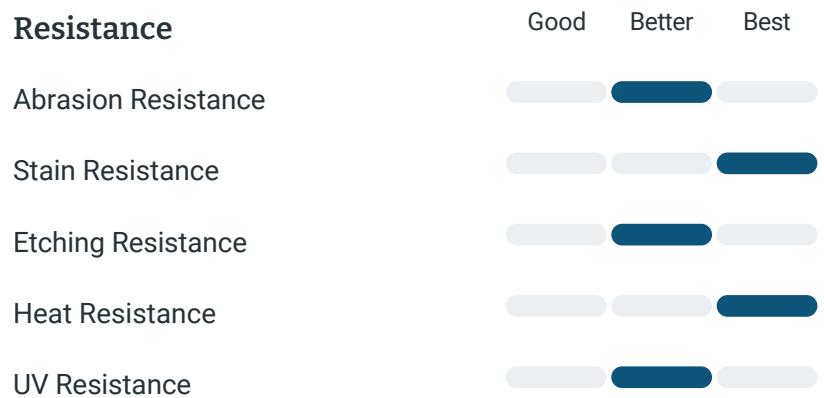 Resistance Good Better Best
Abrasion Resistance
Stain Resistance
Etching Resistance
Heat Resistance
UV Resistance